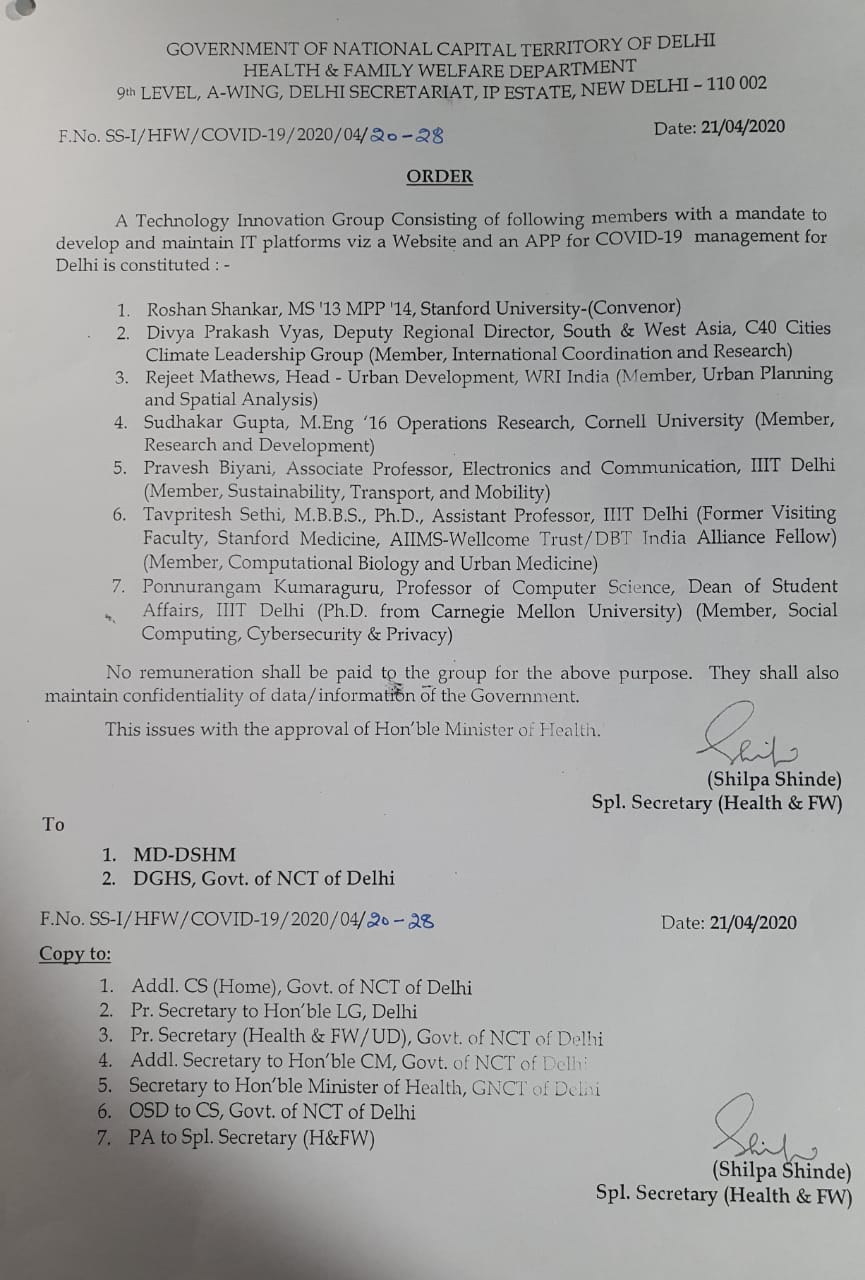 GOVERNMENT OF NATIONAL CAPITAL TERRITORY OF DELHI
HEALTH & FAMILY WELFARE DEPARTMENT
9th LEVEL, A-WING, DELHI SECRETARIAT, IP ESTATE, NEW DELHI – 110 002
F.No. SS-I/HFW/COVID-19/2020/04/20-28 Date: 21/04/2020
ORDER
A Technology Innovation Group Consisting of following members with a mandate to
develop and maintain IT platforms viz a Website and an APP for COVID-19 management for
Delhi is constituted : -
1. Roshan Shankar, MS '13 MPP '14, Stanford University-(Convenor)
2. Divya Prakash Vyas, Deputy Regional Director, South & West Asia, C40 Cities
Climate Leadership Group (Member, International Coordination and Research)
3. Rejeet Mathews, Head - Urban Development, WRI India (Member, Urban Planning
and Spatial Analysis)
4. Sudhakar Gupta, M.Eng '16 Operations Research, Cornell University (Member,
Research and Development)
5. Pravesh Biyani, Associate Professor, Electronics and Communication, IIIT Delhi
(Member, Sustainability, Transport, and Mobility)
6. Tavpritesh Sethi, M.B.B.S., Ph.D., Assistant Professor, IIIT Delhi (Former Visiting
Faculty, Stanford Medicine, AIIMS-Wellcome Trust/DBT India Alliance Fellow)
(Member, Computational Biology and Urban Medicine)
7. Ponnurangam Kumaraguru, Professor of Computer Science, Dean of Student
Affairs, IIIT Delhi (Ph.D. from Carnegie Mellon University) (Member, Social
Computing, Cybersecurity & Privacy)
No remuneration shall be paid to the group for the above purpose. They shall also
maintain confidentiality of data/information of the Government.
This issues with the approval of Hon'ble Minister of Health.
Shilp
(Shilpa Shinde)
Spl. Secretary (Health & FW)
To
1. MD-DSHM
2. DGHS, Govt. of NCT of Delhi
F.No. SS-I/HFW/COVID-19/2020/04/20-28 Date: 21/04/2020
Copy to:
1. Addl. CS (Home), Govt. of NCT of Delhi
2. Pr. Secretary to Hon'ble LG, Delhi
3. Pr. Secretary (Health & FW/UD), Govt. of NCT of Delhi
4. Addl. Secretary to Hon'ble CM, Govt. of NCT of Delhi
5. Secretary to Hon'ble Minister of Health, GNCT of Delhi
6. OSD to CS, Govt. of NCT of Delhi
7. PA to Spl. Secretary (H&FW)
Shilp
(Shilpa Shinde)
Spl. Secretary (Health & FW)